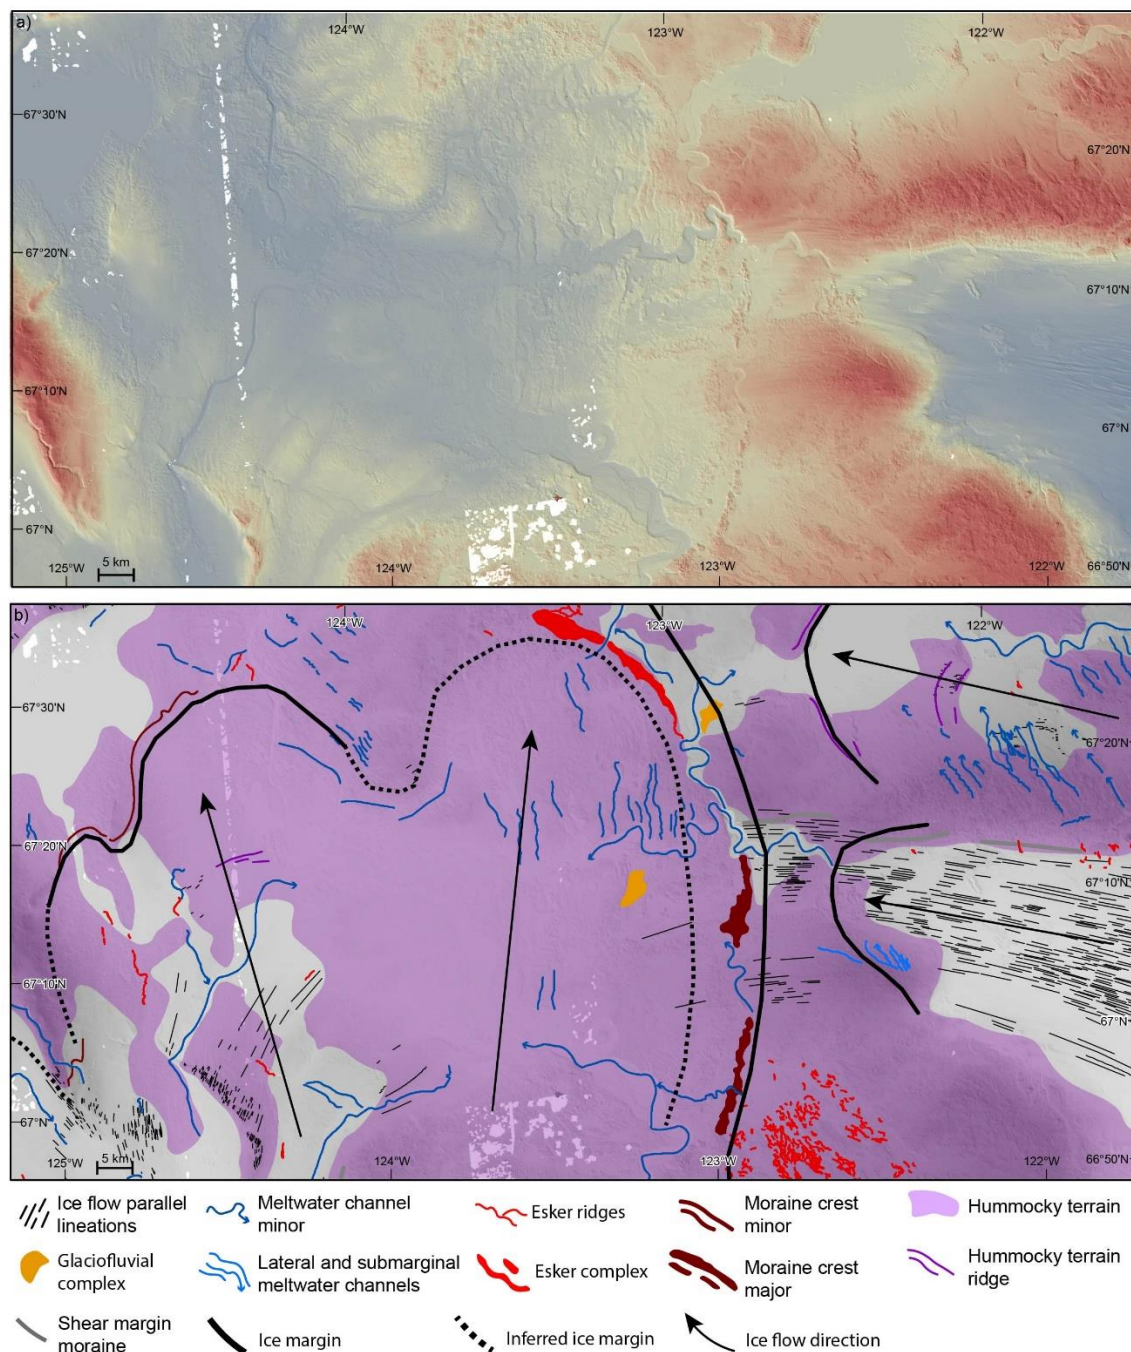 a)
124°W
123°W
122°W
67°30'N
67°20'N
67°20'N
67°10'N
67°10'N
67°N
67°N
5 km
125°W
124°W
123°W
122°W
66°50'N
b)
124°W
123°W
122°W
67°30'N
67°20'N
67°20'N
67°10'N
67°10'N
67°N
67°N
5 km
125°W
124°W
123°W
122°W
66°50'N
Ice flow parallel
lineations
Meltwater channel
minor
Esker ridges
Moraine crest
minor
Hummocky terrain
Glaciofluvial
complex
Lateral and submarginal
meltwater channels
Esker complex
Moraine crest
major
Hummocky terrain
ridge
Shear margin
moraine
Ice margin
Inferred ice margin
Ice flow direction